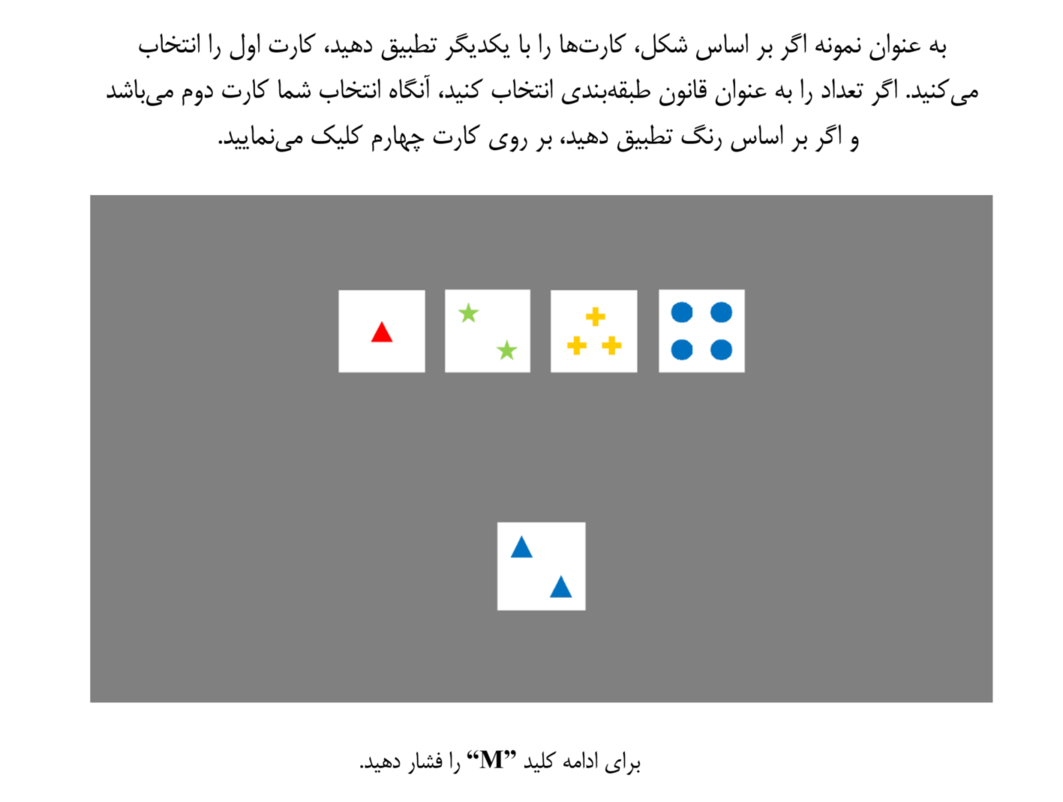 به عنوان نمونه اگر بر اساس شکل، کارت‌ها را با یکدیگر تطبیق دهید، کارت اول را انتخاب
می‌کنید. اگر تعداد را به عنوان قانون طبقه‌بندی انتخاب کنید، آنگاه انتخاب شما کارت دوم می‌باشد
و اگر بر اساس رنگ تطبیق دهید، بر روی کارت چهارم کلیک می‌نمایید.
برای ادامه کلید “M” را فشار دهید.